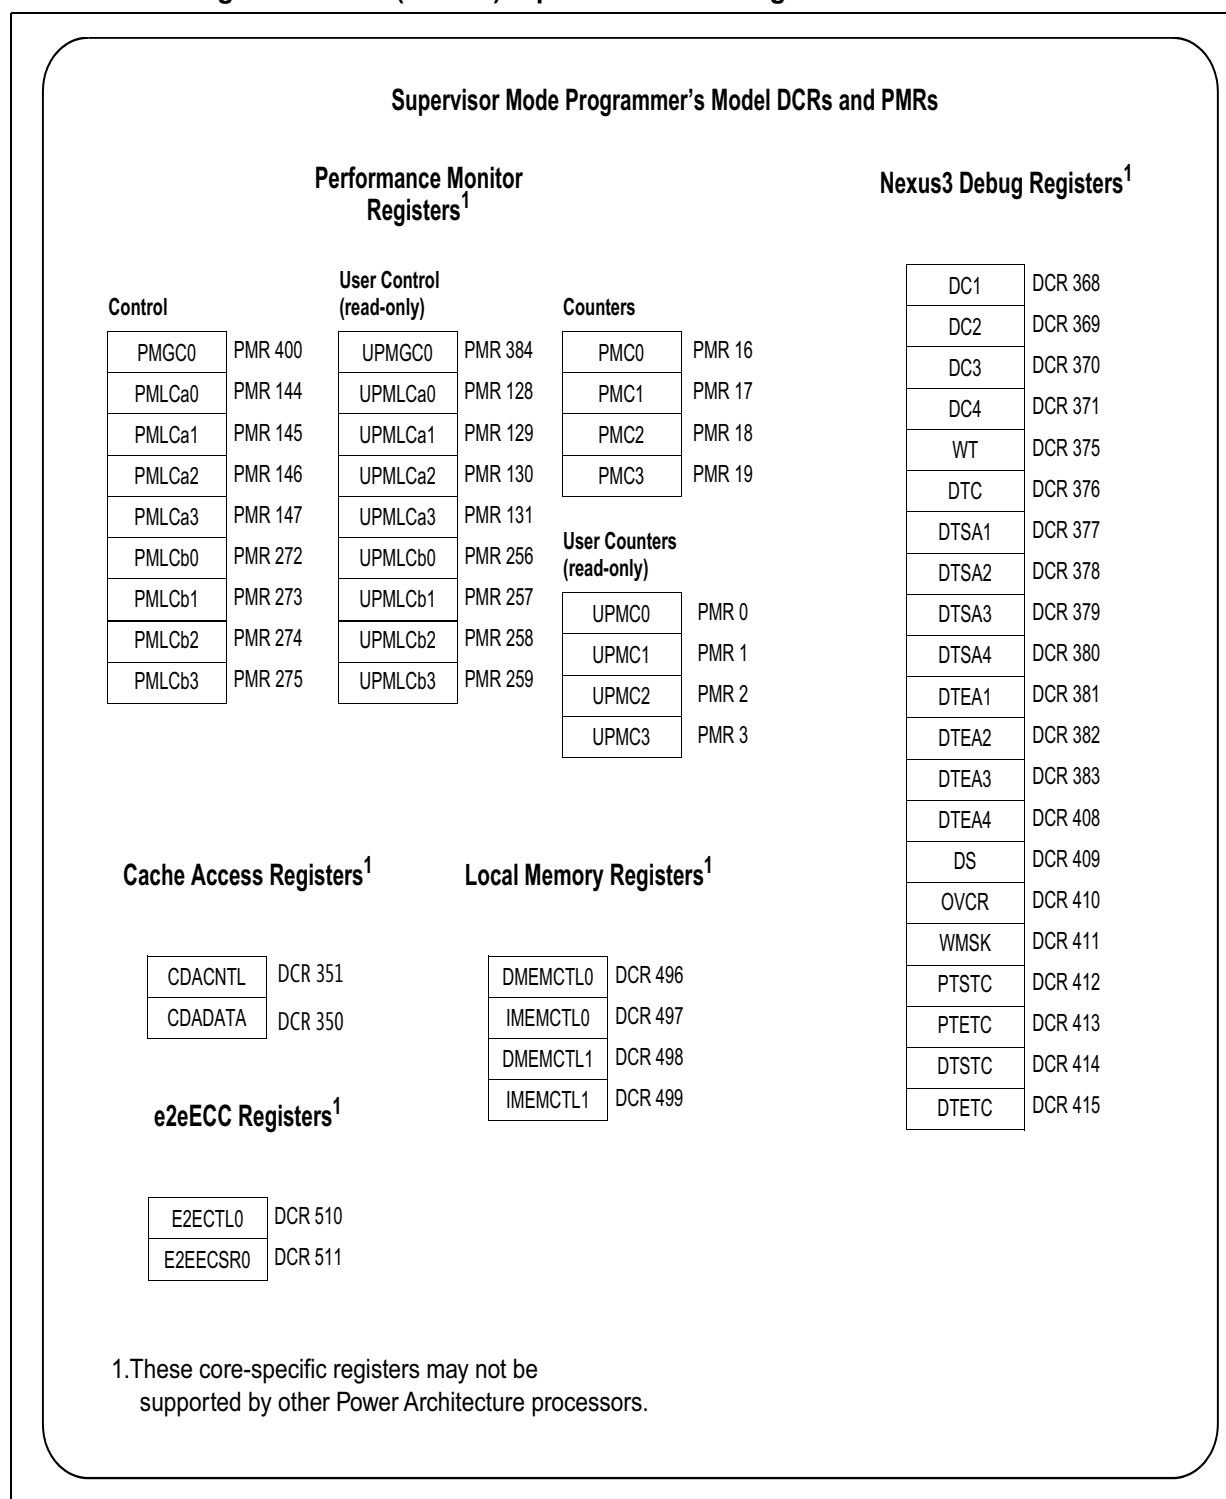 Supervisor Mode Programmer's Model DCRs and PMRs
Performance Monitor
Registers1
Control
PMGC0 PMR 400
PMLCa0 PMR 144
PMLCa1 PMR 145
PMLCa2 PMR 146
PMLCa3 PMR 147
PMLCb0 PMR 272
PMLCb1 PMR 273
PMLCb2 PMR 274
PMLCb3 PMR 275
User Control
(read-only)
UPMGC0 PMR 384
UPMLCa0 PMR 128
UPMLCa1 PMR 129
UPMLCa2 PMR 130
UPMLCa3 PMR 131
UPMLCb0 PMR 256
UPMLCb1 PMR 257
UPMLCb2 PMR 258
UPMLCb3 PMR 259
Counters
PMC0 PMR 16
PMC1 PMR 17
PMC2 PMR 18
PMC3 PMR 19
User Counters
(read-only)
UPMC0 PMR 0
UPMC1 PMR 1
UPMC2 PMR 2
UPMC3 PMR 3
Nexus3 Debug Registers1
DC1 DCR 368
DC2 DCR 369
DC3 DCR 370
DC4 DCR 371
WT DCR 375
DTC DCR 376
DTSA1 DCR 377
DTSA2 DCR 378
DTSA3 DCR 379
DTSA4 DCR 380
DTEA1 DCR 381
DTEA2 DCR 382
DTEA3 DCR 383
DTEA4 DCR 408
DS DCR 409
OVCR DCR 410
WMSK DCR 411
PTSTC DCR 412
PTETC DCR 413
DTSTC DCR 414
DTETC DCR 415
Cache Access Registers1
CDACNTL DCR 351
CDADATA DCR 350
Local Memory Registers1
DMEMCTL0 DCR 496
IMEMCTL0 DCR 497
DMEMCTL1 DCR 498
IMEMCTL1 DCR 499
e2eECC Registers1
E2ECTL0 DCR 510
E2EECSR0 DCR 511
1.These core-specific registers may not be
supported by other Power Architecture processors.